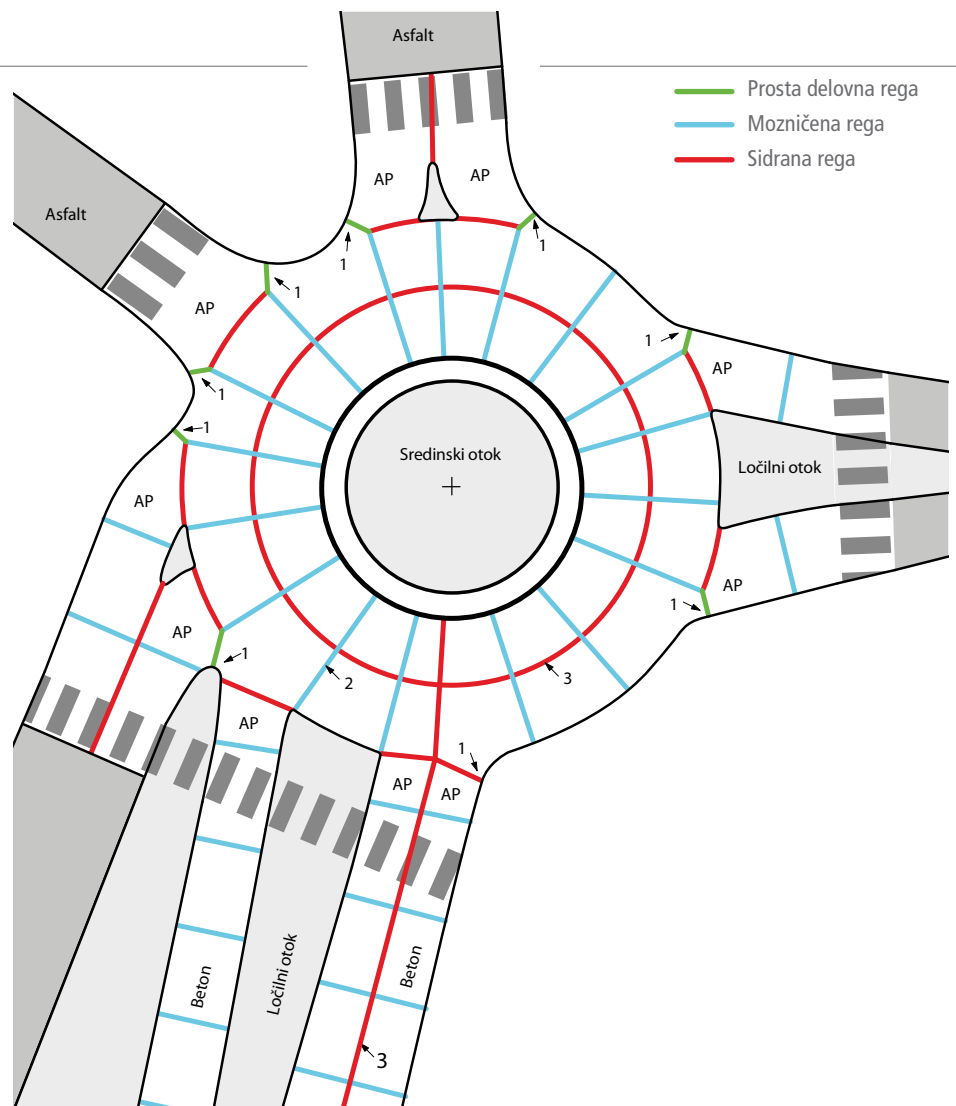 Asfalt
Prosta delovna rega
Mozničena rega
Sidrana rega
AP
AP
Asfalt
1
1
1
AP
1
1
AP
1
1
Sredinski otok
Ločilni otok
AP
AP
1
AP
1
2
3
AP
1
AP
AP
Beton
Ločilni otok
Beton
3